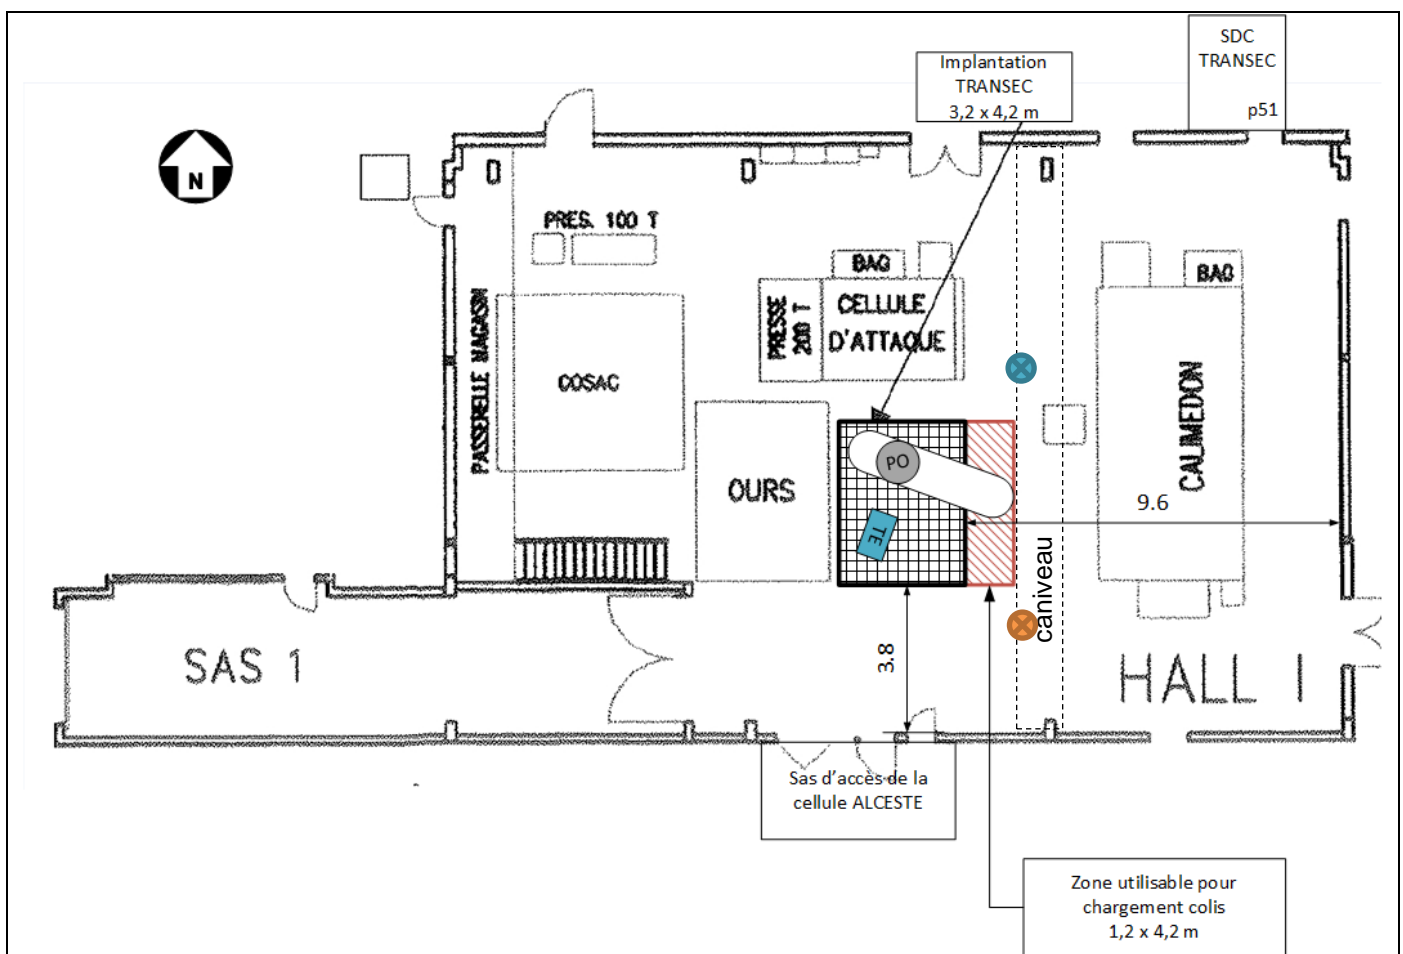 SDC
TRANSEC
p51
Implantation
TRANSEC
3,2 x 4,2 m
N
PRES. 100 T
PASSERELLE MAGASIN
COSAC
BAG
PRESSE
200 T
CELLULE
D'ATTAQUE
BAG
CALIMEDON
OURS
PO
TE
9.6
caniveau
3.8
SAS 1
HALL I
Sas d'accès de la
cellule ALCESTE
Zone utilisable pour
chargement colis
1,2 x 4,2 m